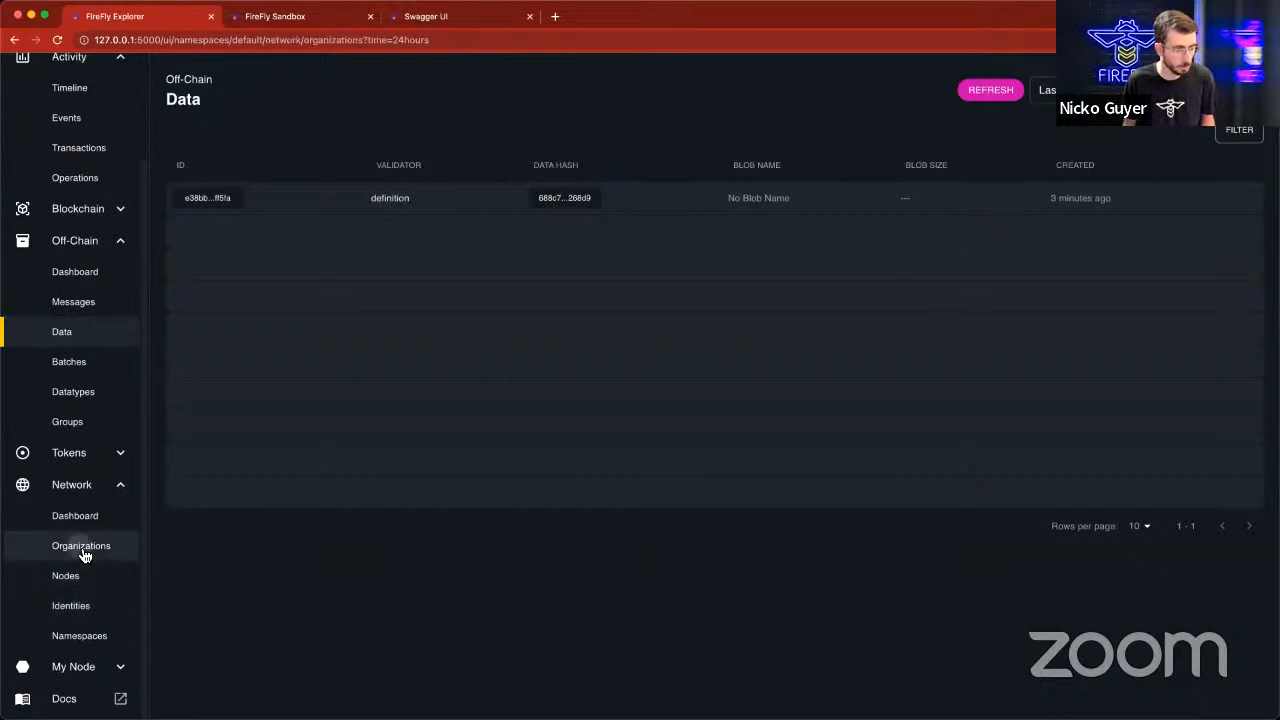 FireFly Explorer
FireFly Sandbox
Swagger UI
127.0.0.1:5000/ui/namespaces/default/network/organizations?time=24hours
Activity
Timeline
Events
Transactions
Operations
Blockchain
Off-Chain
Dashboard
Messages
Data
Batches
Datatypes
Groups
Tokens
Network
Dashboard
Organizations
Nodes
Identities
Namespaces
My Node
Docs
Off-Chain
Data
REFRESH
Las
FILTER
ID VALIDATOR DATA HASH BLOB NAME BLOB SIZE CREATED
e38bb...ff5fa definition 688c7...268d9 No Blob Name --- 3 minutes ago
Rows per page: 10 1 - 1
Nicko Guyer
zoom